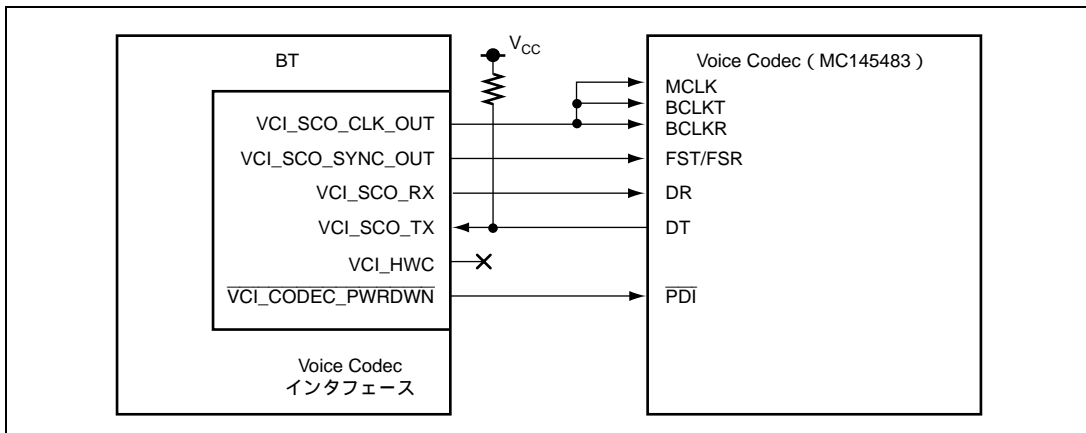 BT
VCI_SCO_CLK_OUT
VCI_SCO_SYNC_OUT
VCI_SCO_RX
VCI_SCO_TX
VCI_HWC
VCI_CODEC_PWRDWN
Voice Codec
インタフェース
VCC
Voice Codec（MC145483）
MCLK
BCLKT
BCLKR
FST/FSR
DR
DT
PDI